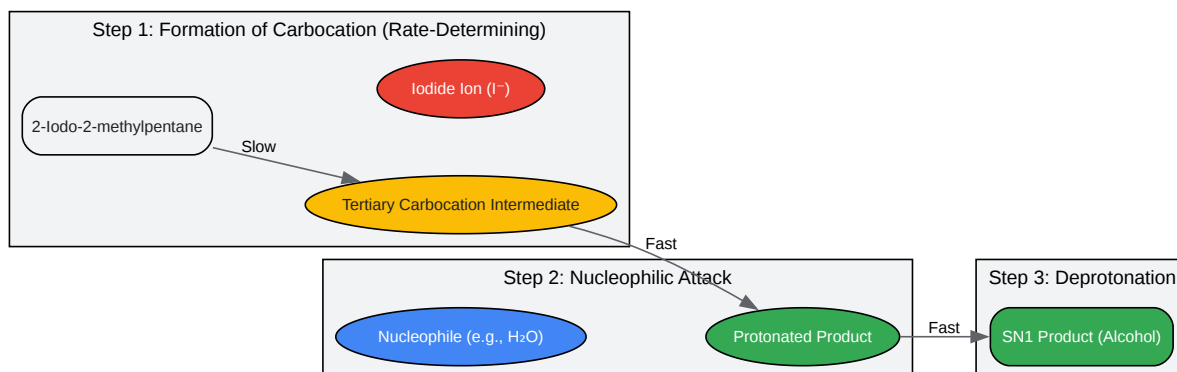 Step 1: Formation of Carbocation (Rate-Determining)
Iodide Ion (I⁻)
2-Iodo-2-methylpentane
Slow
Tertiary Carbocation Intermediate
Fast
Step 2: Nucleophilic Attack
Nucleophile (e.g., H₂O)
Protonated Product
Fast
Step 3: Deprotonation
SN1 Product (Alcohol)